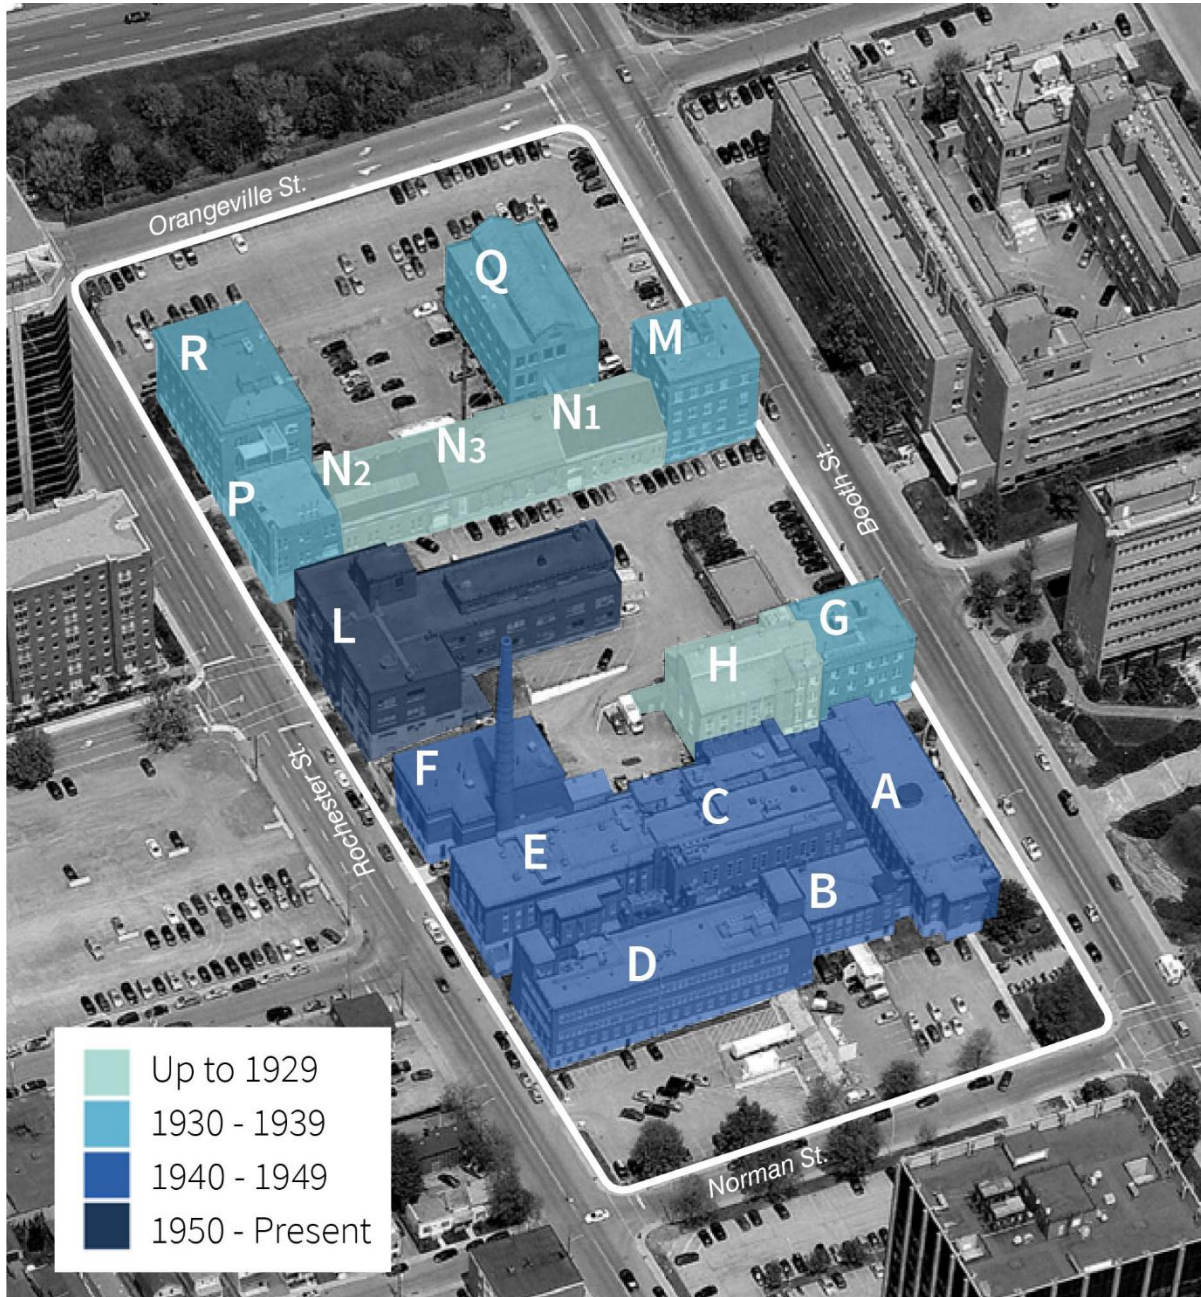 Orangeville St.
Q
R
M
N1
N3
N2
P
Booth St.
L
G
H
F
A
C
Rochester St.
E
B
D
Up to 1929
1930 - 1939
1940 - 1949
1950 - Present
Norman St.